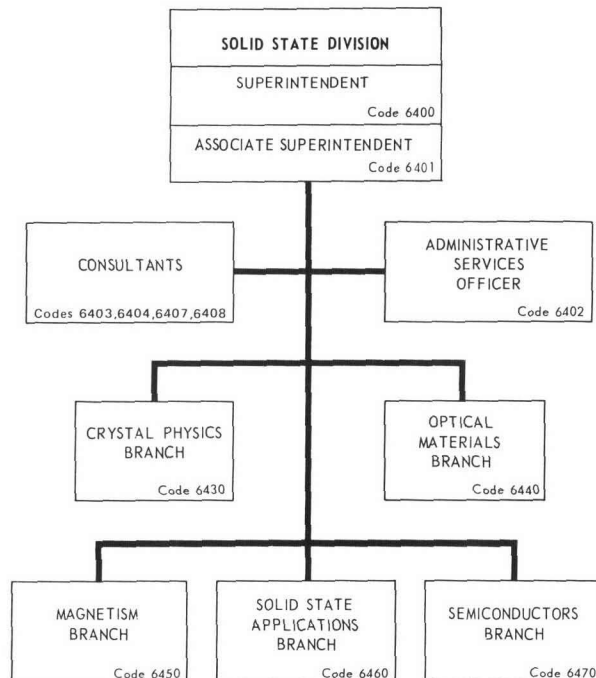 SOLID STATE DIVISION
SUPERINTENDENT
Code 6400
ASSOCIATE SUPERINTENDENT
Code 6401
CONSULTANTS
Codes 6403,6404,6407,6408
ADMINISTRATIVE
SERVICES
OFFICER
Code 6402
CRYSTAL PHYSICS
BRANCH
Code 6430
OPTICAL
MATERIALS
BRANCH
Code 6440
MAGNETISM
BRANCH
Code 6450
SOLID STATE
APPLICATIONS
BRANCH
Code 6460
SEMICONDUCTORS
BRANCH
Code 6470